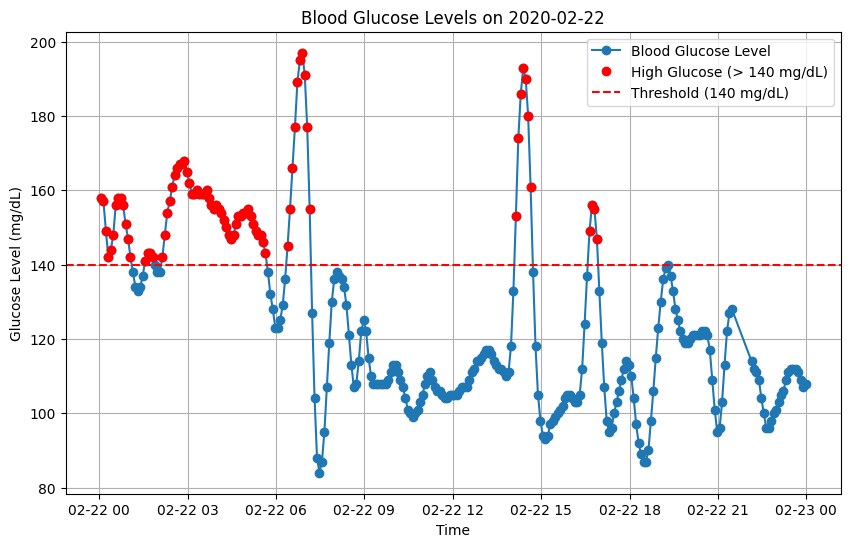 Blood Glucose Levels on 2020-02-22
Blood Glucose Level
High Glucose (> 140 mg/dL)
Threshold (140 mg/dL)
Glucose Level (mg/dL)
200
180
160
140
120
100
80
02-22 00 02-22 03 02-22 06 02-22 09 02-22 12 02-22 15 02-22 18 02-22 21 02-23 00
Time